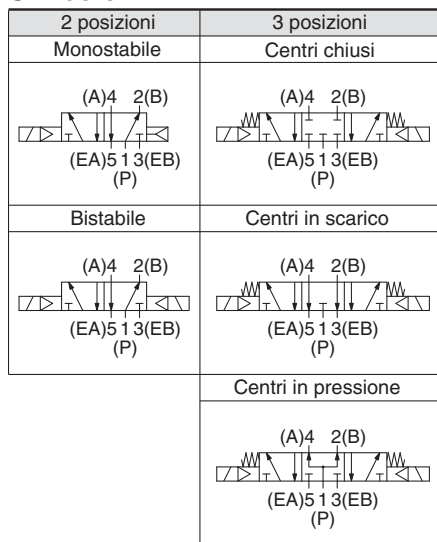 2 posizioni 3 posizioni
Monostabile Centri chiusi
(A)4 2(B) (A)4 2(B)
(EA)5 1 3(EB) (EA)5 1 3(EB)
(P) (P)
Bistabile Centri in scarico
(A)4 2(B) (A)4 2(B)
(EA)5 1 3(EB) (EA)5 1 3(EB)
(P) (P)
Centri in pressione
(A)4 2(B)
(EA)5 1 3(EB)
(P)